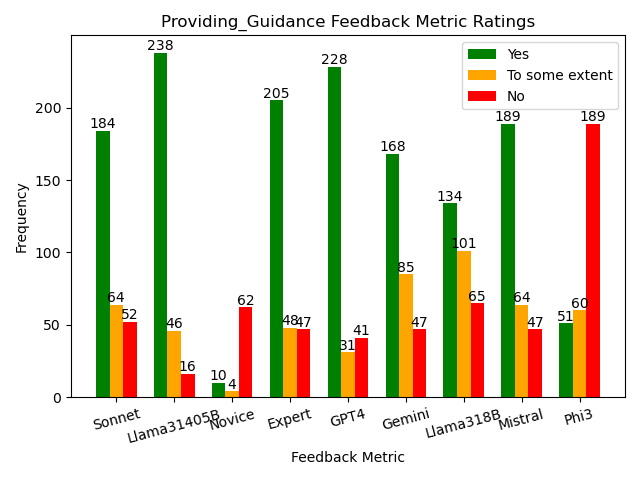 Providing_Guidance Feedback Metric Ratings
Yes
To some extent
No
Frequency
200
150
100
50
0
184
64
52
238
46
16
10
4
62
205
48
47
228
31
41
168
85
47
134
101
65
189
64
47
51
60
189
Sonnet
Llama31405B
Novice
Expert
GPT4
Gemini
Llama318B
Mistral
Phi3
Feedback Metric